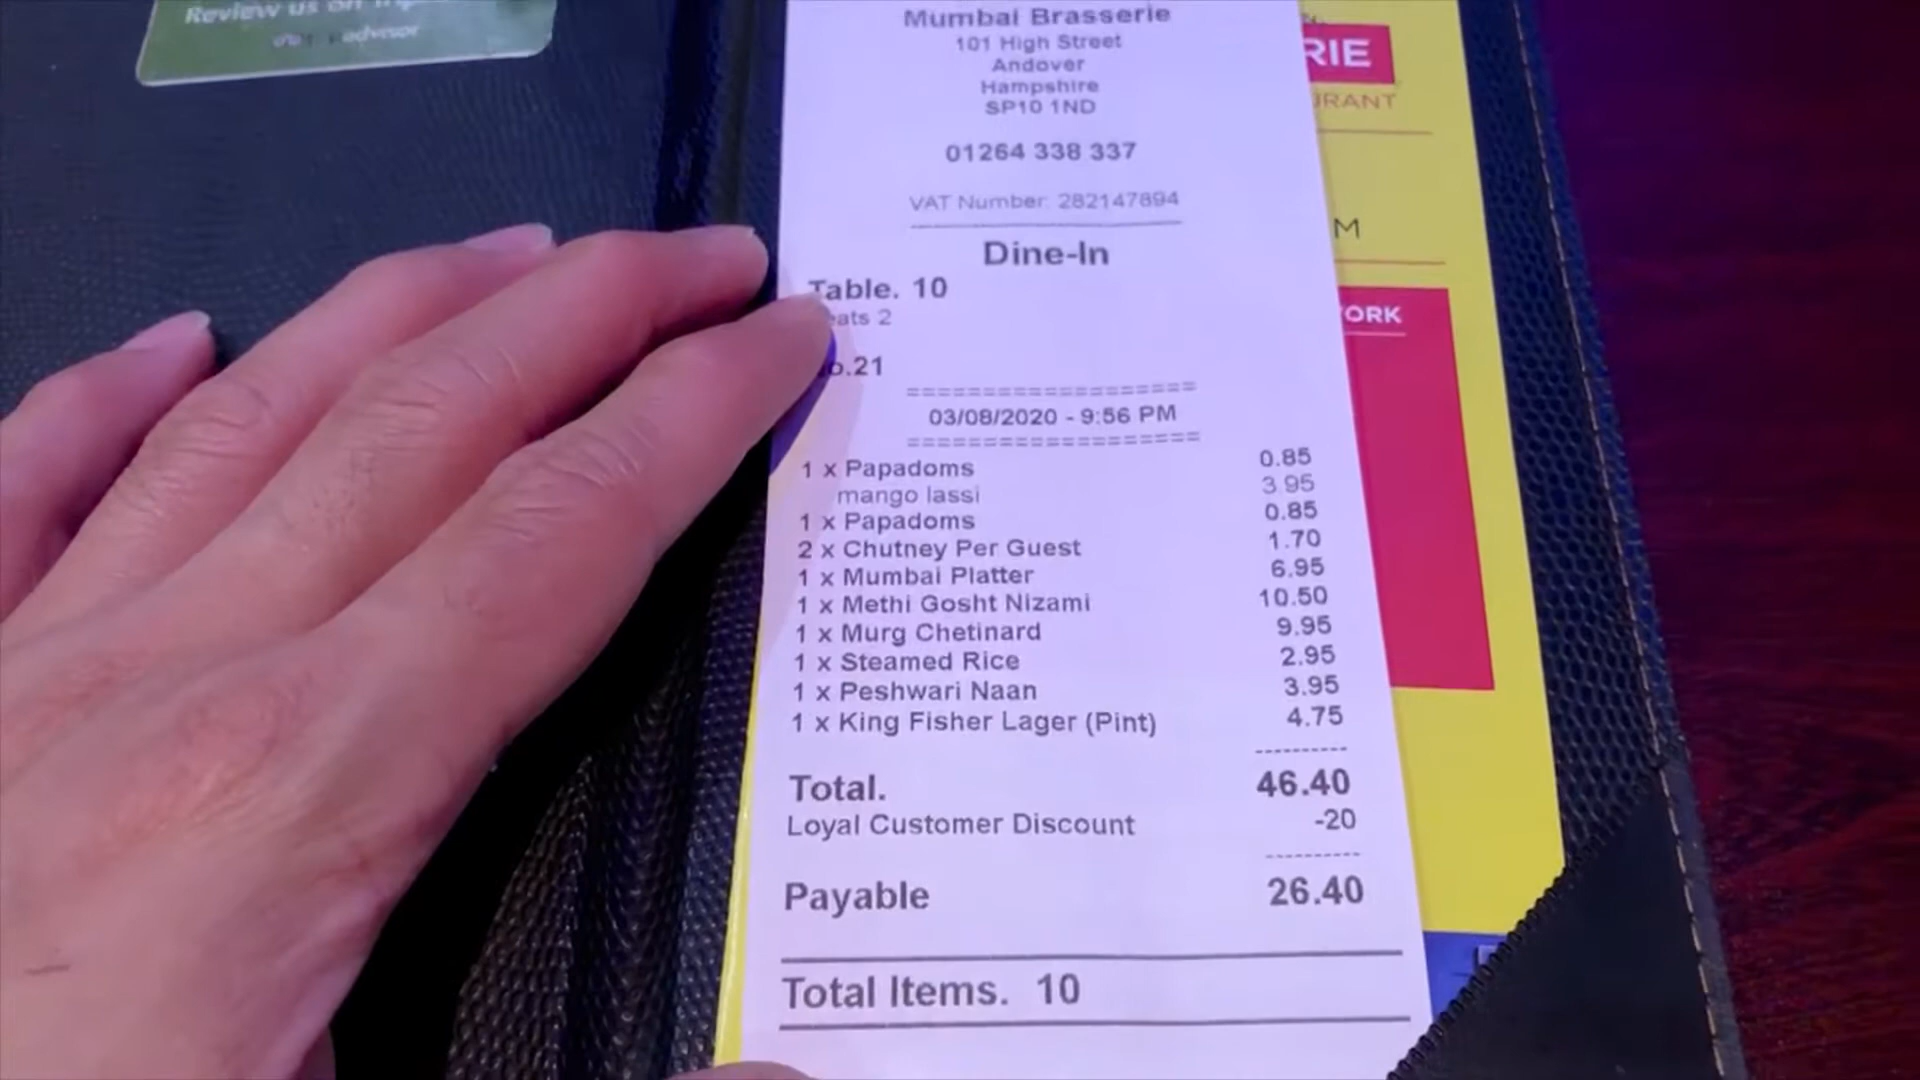 Review us on
advisor
Mumbai Brasserie
101 High Street
Andover
Hampshire
SP10 1ND
01264 338 337
VAT Number: 282147894
Dine-In
Table. 10
eats 2
o.21
===================
03/08/2020 - 9:56 PM
===================
1 x Papadoms 0.85
mango lassi 3.95
1 x Papadoms 0.85
2 x Chutney Per Guest 1.70
1 x Mumbai Platter 6.95
1 x Methi Gosht Nizami 10.50
1 x Murg Chetinard 9.95
1 x Steamed Rice 2.95
1 x Peshwari Naan 3.95
1 x King Fisher Lager (Pint) 4.75
----------
Total. 46.40
Loyal Customer Discount -20
----------
Payable 26.40
Total Items. 10
RIE
URANT
M
ORK